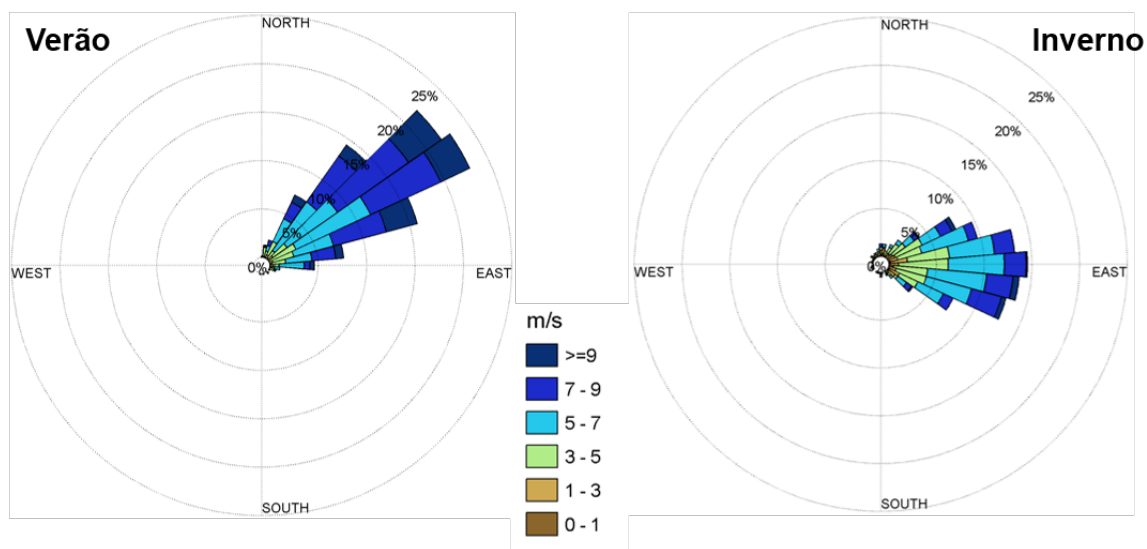 Verão
NORTH
25%
20%
15%
10%
5%
0%
WEST
EAST
SOUTH
Inverno
NORTH
25%
20%
15%
10%
5%
0%
WEST
EAST
SOUTH
m/s
>=9
7 - 9
5 - 7
3 - 5
1 - 3
0 - 1